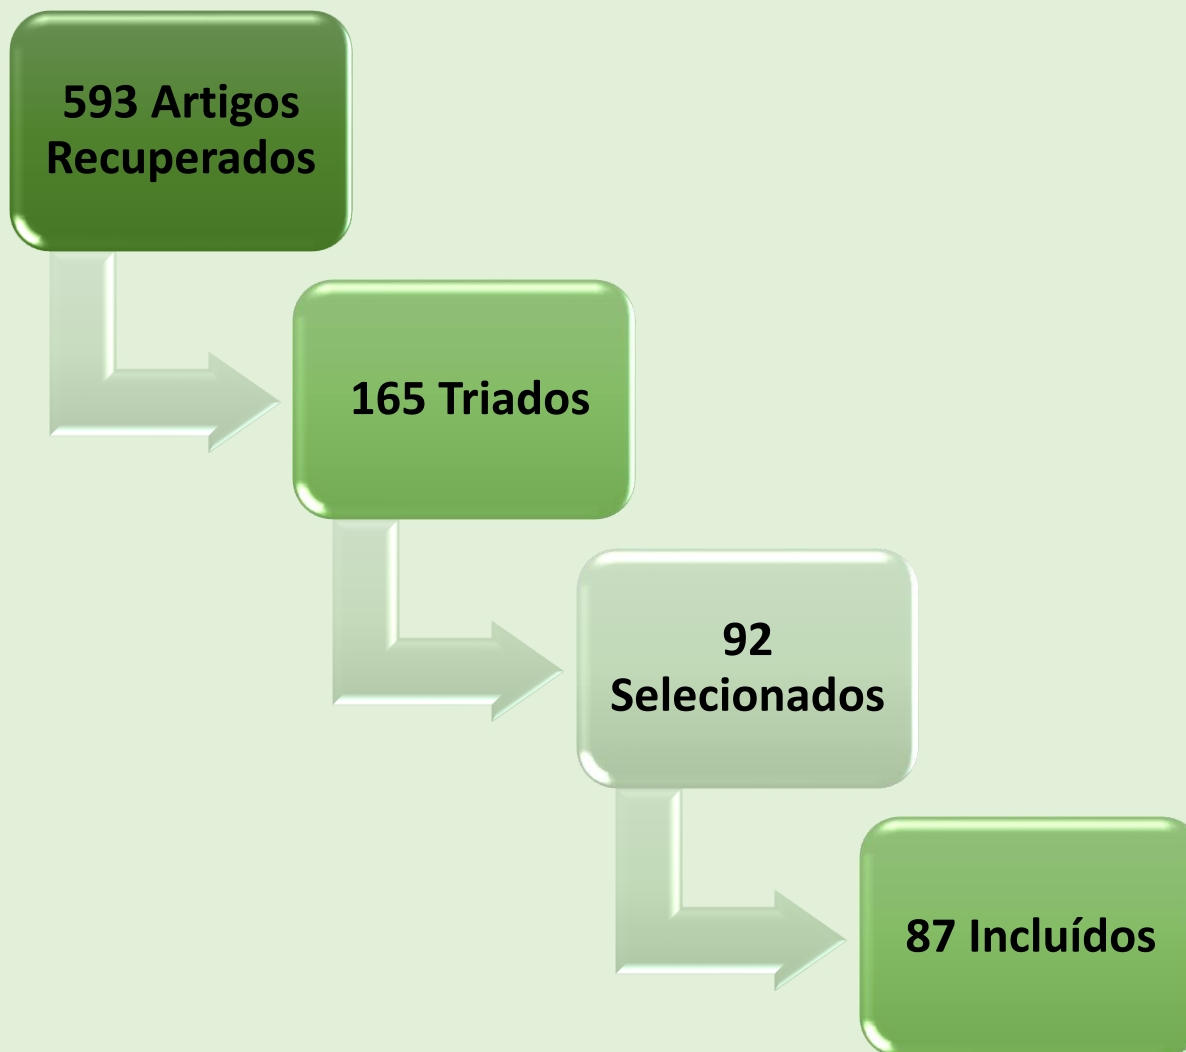 593 Artigos
Recuperados
165 Triados
92
Selecionados
87 Incluídos